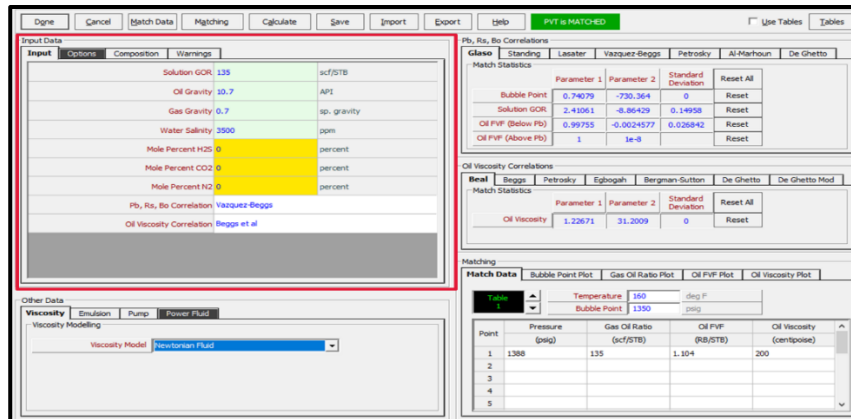 Done Cancel Match Data Matching Calculate Save Import Export Help PVT is MATCHED Use Tables Tables
Input Data
Input Options Composition Warnings
Solution GOR 135 scf/STB
Oil Gravity 10.7 API
Gas Gravity 0.7 sp. gravity
Water Salinity 3500 ppm
Mole Percent H2S 0 percent
Mole Percent CO2 0 percent
Mole Percent N2 0 percent
Pb, Rs, Bo Correlation Vazquez-Beggs
Oil Viscosity Correlation Beggs et al
Other Data
Viscosity Emulsion Pump Power Fluid
Viscosity Modelling
Viscosity Model Newtonian Fluid
Pb, Rs, Bo Correlations
Glaso Standing Lasater Vazquez-Beggs Petrosky Al-Marhoun De Ghetto
Match Statistics
Parameter 1 Parameter 2 Standard Deviation Reset All
Bubble Point 0.74079 -730.364 0 Reset
Solution GOR 2.41061 -8.86429 0.14958 Reset
Oil FVF (Below Pb) 0.99755 -0.0024577 0.026842 Reset
Oil FVF (Above Pb) 1 1e-8 Reset
Oil Viscosity Correlations
Beal Beggs Petrosky Egbogah Bergman-Sutton De Ghetto De Ghetto Mod
Match Statistics
Parameter 1 Parameter 2 Standard Deviation Reset All
Oil Viscosity 1.22671 31.2009 0 Reset
Matching
Match Data Bubble Point Plot Gas Oil Ratio Plot Oil FVF Plot Oil Viscosity Plot
Table 1
Temperature 160 deg F
Bubble Point 1350 psig
Point Pressure Gas Oil Ratio Oil FVF Oil Viscosity
(psig) (scf/STB) (RB/STB) (centipoise)
1 1388 135 1.104 200
2
3
4
5